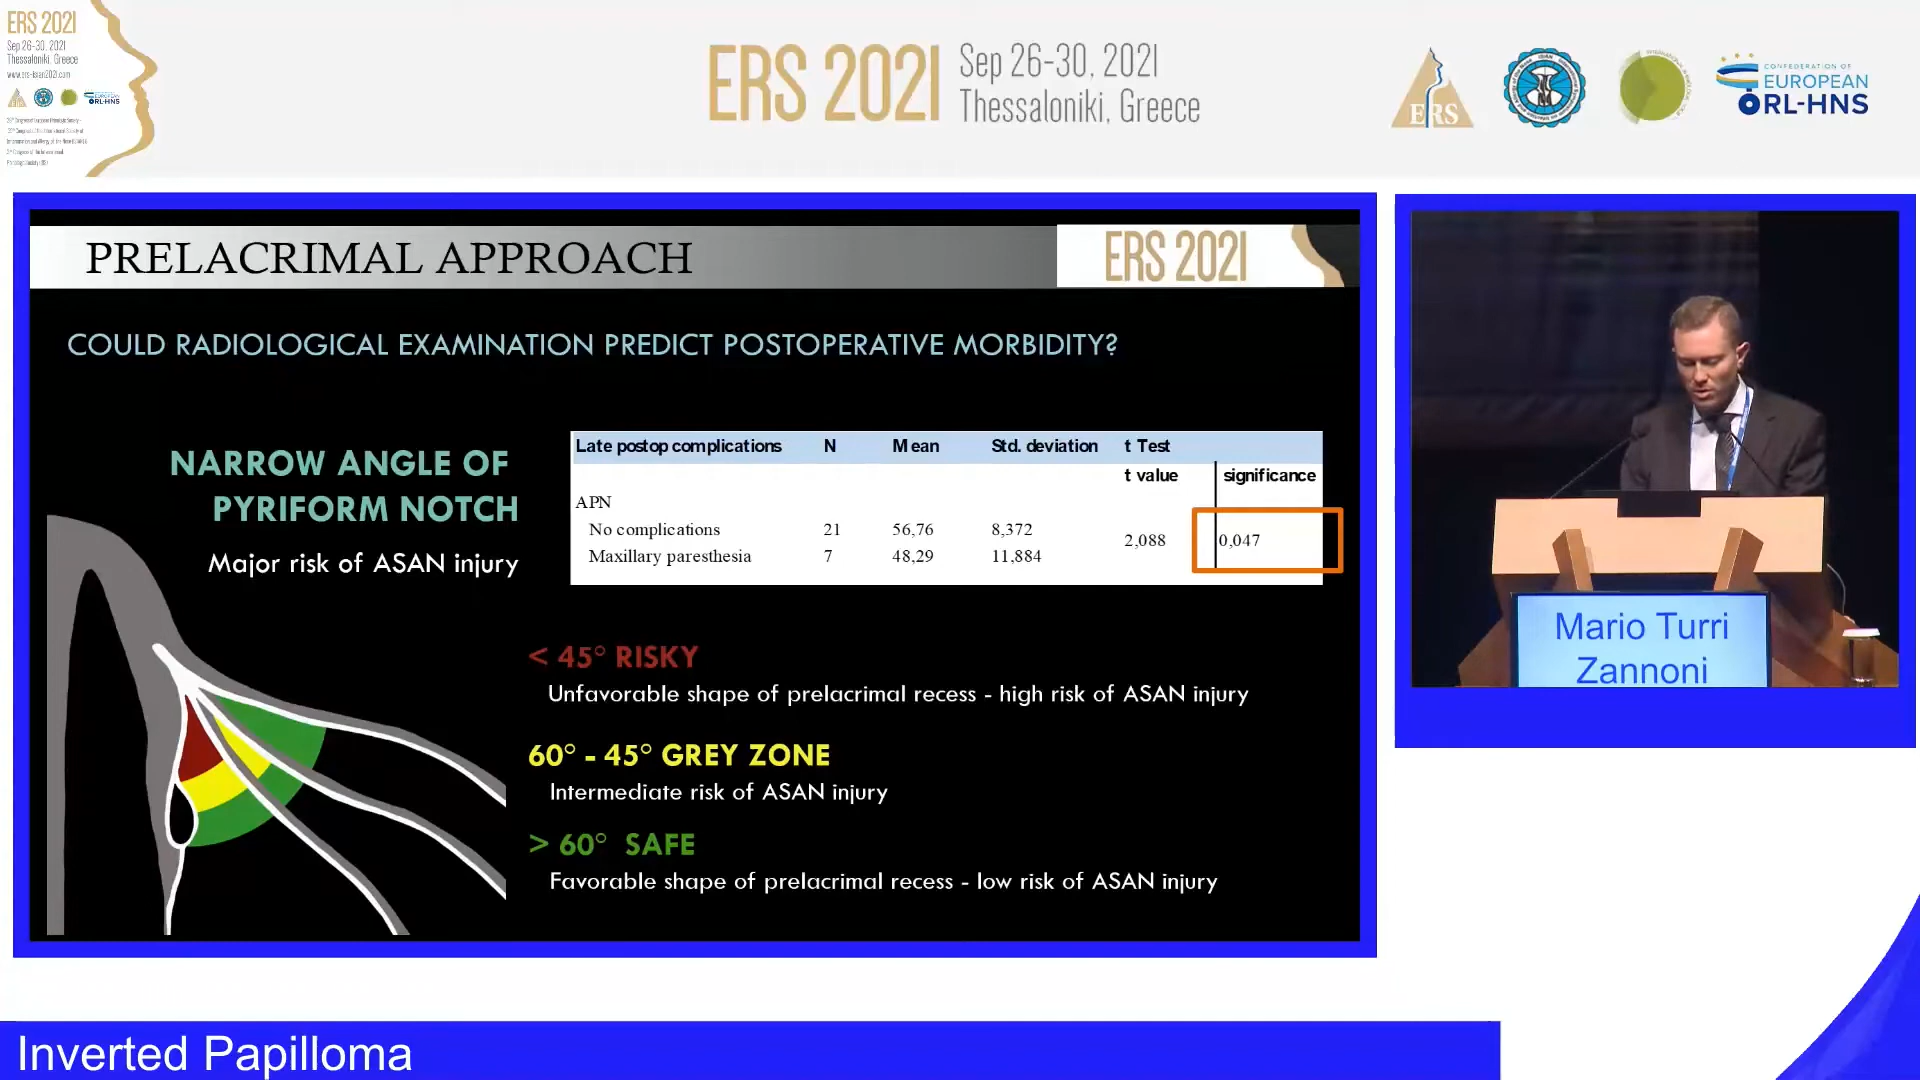 ERS 2021
Sep 26-30, 2021
Thessaloniki, Greece
www.ers-isian2021.com
ERS 2021
Sep 26-30, 2021
Thessaloniki, Greece
ERS
CONFEDERATION OF
EUROPEAN
ORL-HNS
PRELACRIMAL APPROACH
ERS 2021
COULD RADIOLOGICAL EXAMINATION PREDICT POSTOPERATIVE MORBIDITY?
NARROW ANGLE OF
PYRIFORM NOTCH
Major risk of ASAN injury
Late postop complications N Mean Std. deviation t Test
t value significance
APN
No complications 21 56,76 8,372
2,088 0,047
Maxillary paresthesia 7 48,29 11,884
< 45° RISKY
Unfavorable shape of prelacrimal recess - high risk of ASAN injury
60° - 45° GREY ZONE
Intermediate risk of ASAN injury
> 60° SAFE
Favorable shape of prelacrimal recess - low risk of ASAN injury
Mario Turri
Zannoni
Inverted Papilloma